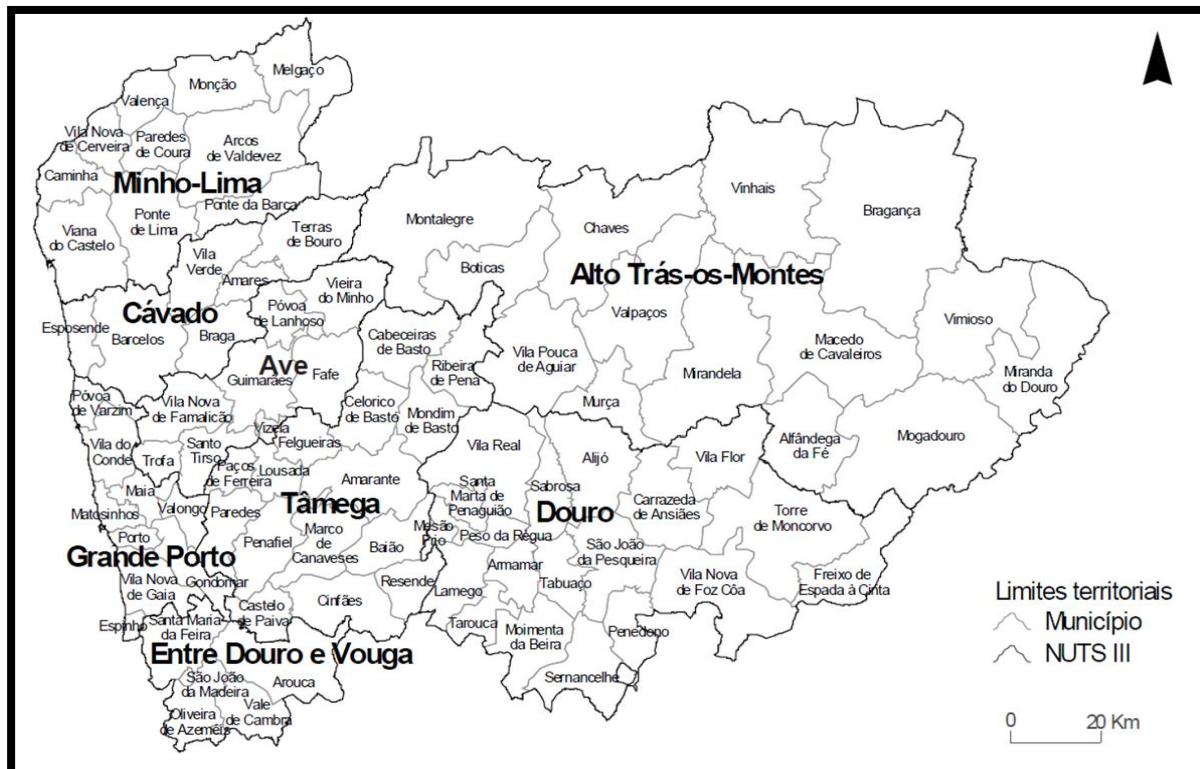 Melgaço
Monção
Valença
Vila Nova
de Cerveira
Paredes
de Coura
Arcos
de Valdevez
Caminha
Minho-Lima
Ponte da Barca
Viana
do Castelo
Ponte
de Lima
Terras
de Bouro
Vila
Verde
Amares
Montalegre
Chaves
Vinhais
Bragança
Boticas
Alto Trás-os-Montes
Vieira
do Minho
Póvoa
de Lanhoso
Esposende
Cávado
Barcelos
Braga
Valpaços
Vimioso
Cabeceiras
de Basto
Macedo
de Cavaleiros
Ave
Guimarães
Fafe
Ribeira
de Pena
Vila Pouca
de Aguiar
Mirandela
Miranda
do Douro
Póvoa
de Varzim
Vila Nova
de Famalicão
Celorico
de Basto
Mondim
de Basto
Murça
Vizela
Felgueiras
Vila Real
Alijó
Vila Flor
Alfândega
da Fé
Mogadouro
Vila do
Conde
Trofa
Santo
Tirso
Paços
de Ferreira
Lousada
Amarante
Santa
Marta de
Penaguião
Sabrosa
Carrazeda
de Ansiães
Torre
de Moncorvo
Maia
Matosinhos
Valongo
Paredes
Tâmega
Douro
Porto
Penafiel
Marco
de
Canaveses
Baião
Mesão
Frio
Peso da Régua
São João
da Pesqueira
Grande Porto
Vila Nova
de Gaia
Gondomar
Resende
Armamar
Tabuaço
Lamego
Vila Nova
de Foz Côa
Freixo de
Espada à Cinta
Castelo
de Paiva
Cinfães
Tarouca
Moimenta
da Beira
Penedono
Espinho
Santa Maria
da Feira
Entre Douro e Vouga
Sernancelhe
São João
da Madeira
Arouca
Oliveira
de Azeméis
Vale
de Cambra
Limites territoriais
Município
NUTS III
0 20 Km